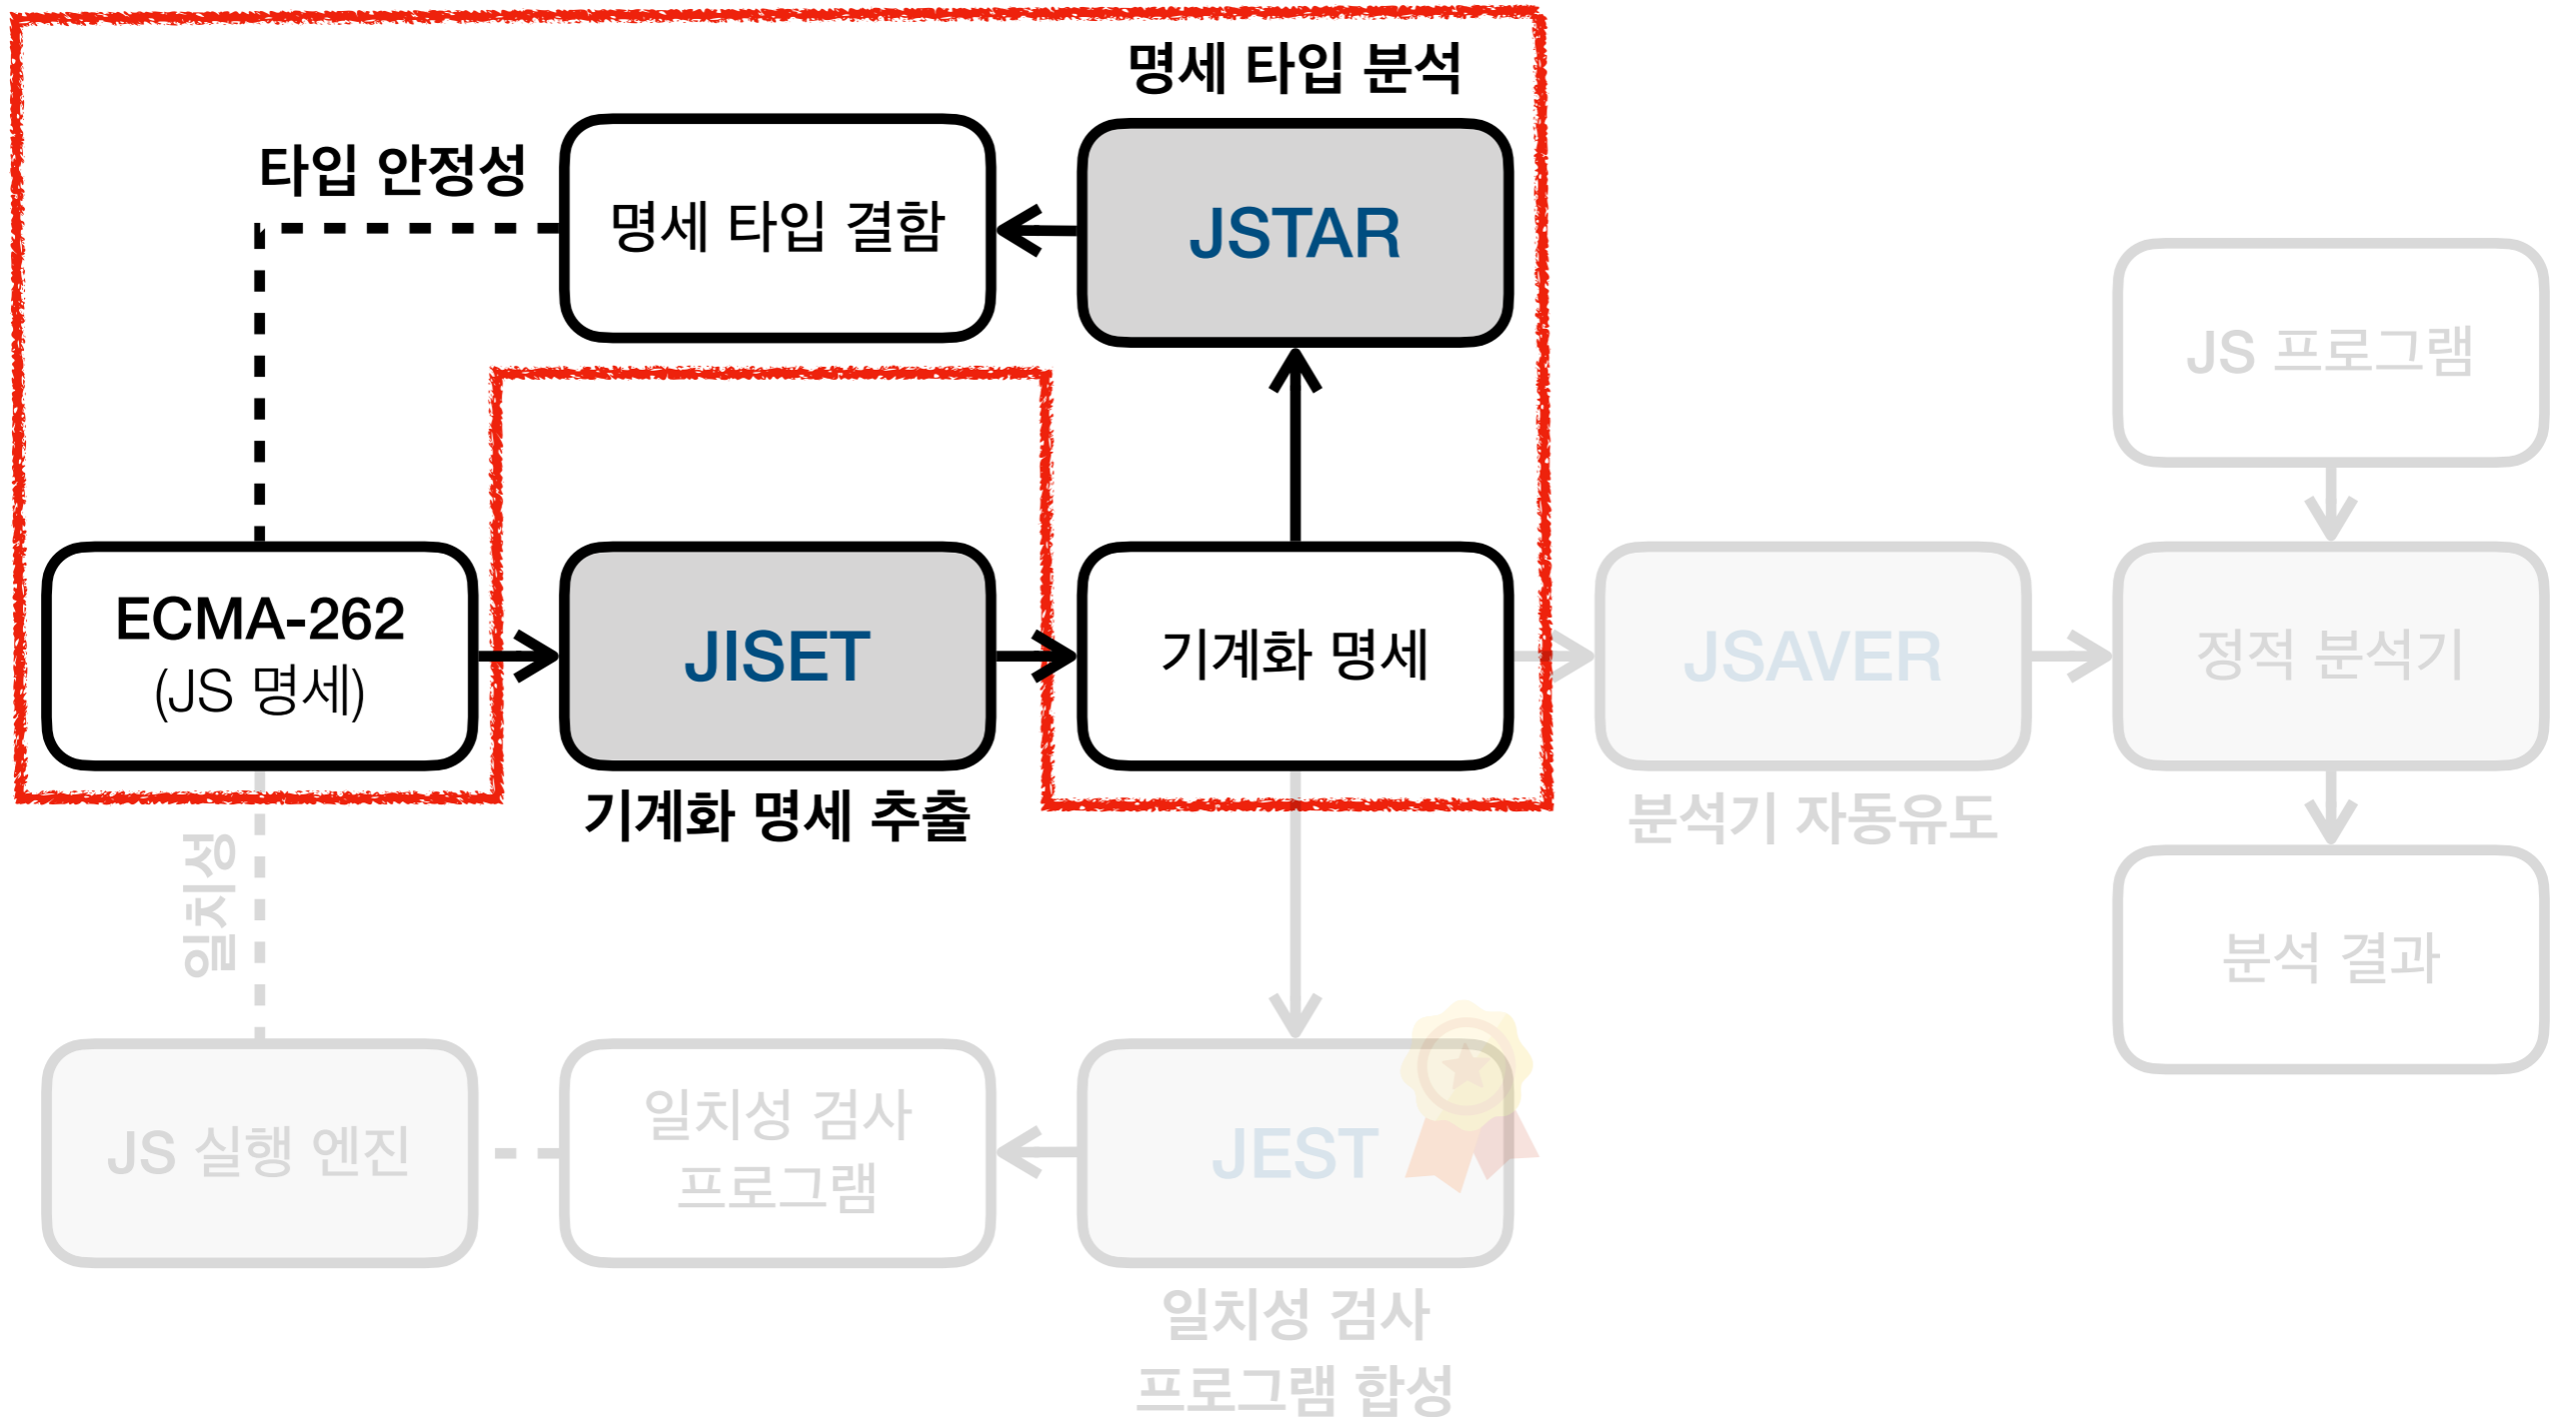 명세 타입 분석
타입 안정성
명세 타입 결함
JSTAR
JS 프로그램
ECMA-262
(JS 명세)
JISET
기계화 명세
JSAVER
정적 분석기
기계화 명세 추출
분석기 자동유도
일치성
분석 결과
JS 실행 엔진
일치성 검사
프로그램
JEST
일치성 검사
프로그램 합성